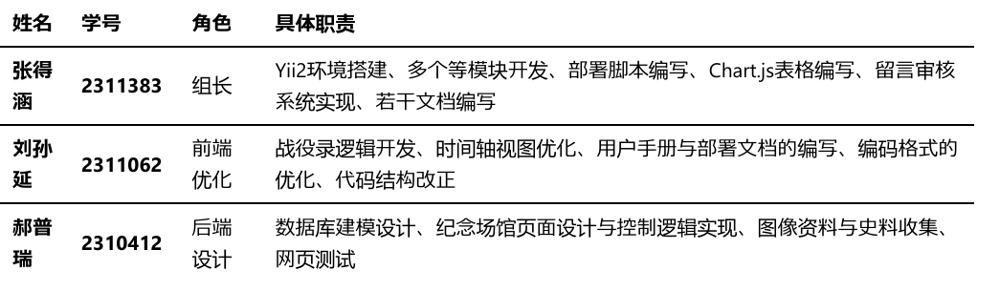 姓名 学号 角色 具体职责
张得 Yii2环境搭建、多个等模块开发、部署脚本编写、Chart.js表格编写、留言审核
涵 2311383 组长 系统实现、若干文档编写
刘孙 前端 战役录逻辑开发、时间轴视图优化、用户手册与部署文档的编写、编码格式的
延 2311062 优化 优化、代码结构改正
郝普 后端 数据库建模设计、纪念场馆页面设计与控制逻辑实现、图像资料与史料收集、
瑞 2310412 设计 网页测试